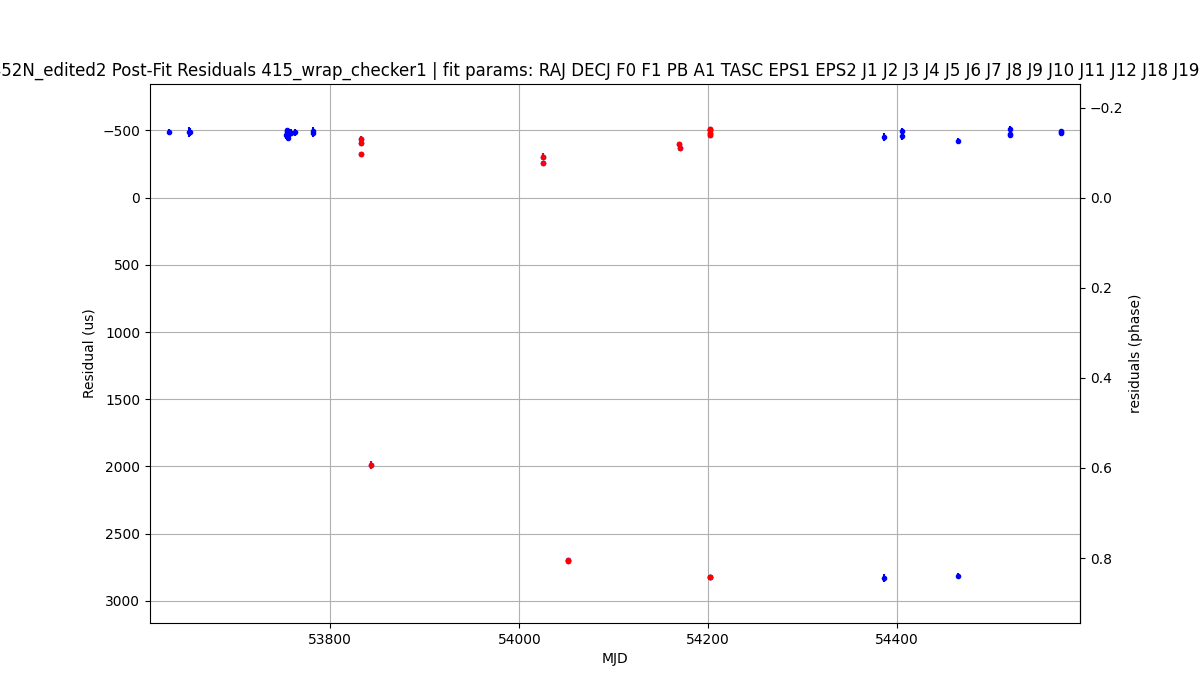 52N_edited2 Post-Fit Residuals 415_wrap_checker1 | fit params: RAJ DECJ F0 F1 PB A1 TASC EPS1 EPS2 J1 J2 J3 J4 J5 J6 J7 J8 J9 J10 J11 J12 J18 J19
−500
0
500
1000
1500
2000
2500
3000
Residual (us)
−0.2
0.0
0.2
0.4
0.6
0.8
residuals (phase)
53800 54000 54200 54400
MJD